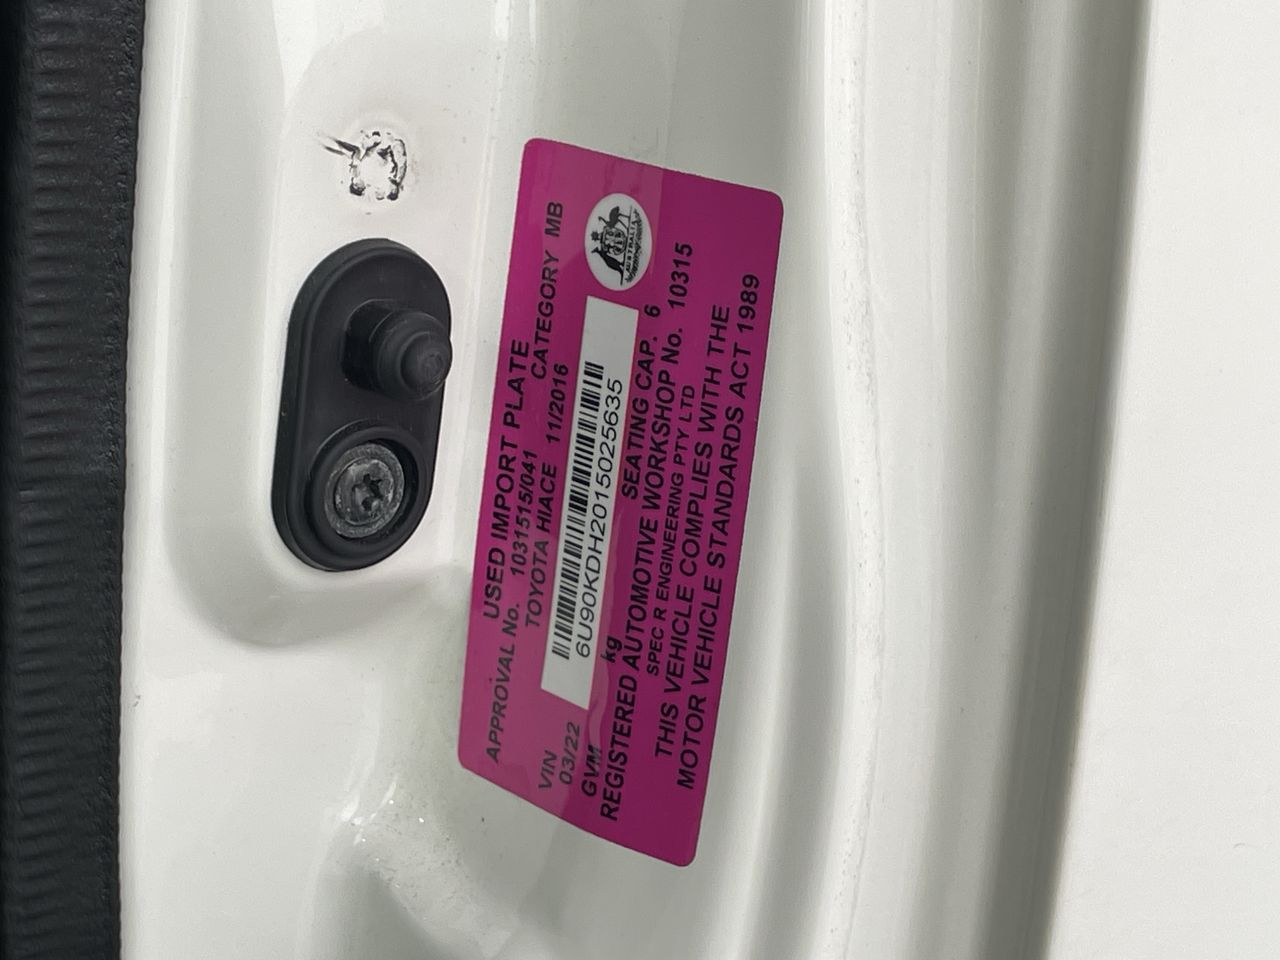 USED IMPORT PLATE
APPROVAL No. 1031515/041 CATEGORY MB
TOYOTA HIACE 11/2016
VIN 6U90KDH2015025635
03/22
GVM kg SEATING CAP. 6
REGISTERED AUTOMOTIVE WORKSHOP No. 10315
SPEC R ENGINEERING PTY LTD
THIS VEHICLE COMPLIES WITH THE
MOTOR VEHICLE STANDARDS ACT 1989
AUSTRALIA